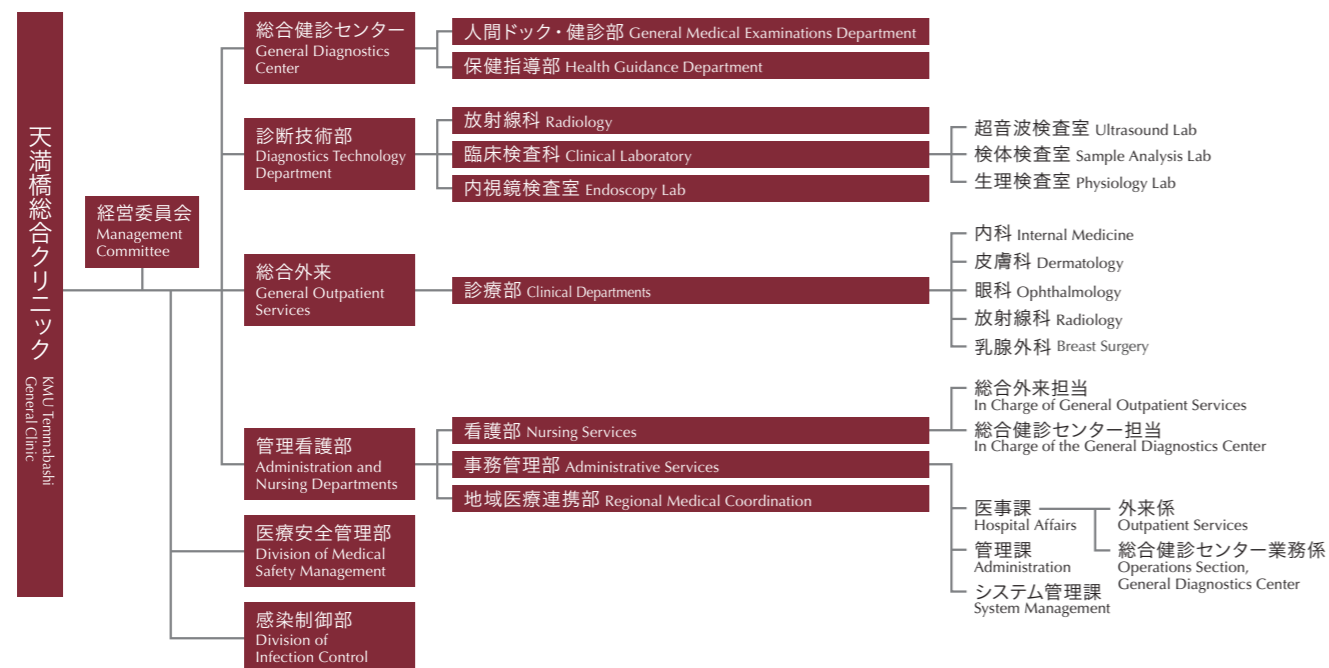 天満橋総合クリニック
KMU Temmabashi
General Clinic
経営委員会
Management
Committee
総合健診センター
General Diagnostics
Center
人間ドック・健診部 General Medical Examinations Department
保健指導部 Health Guidance Department
診断技術部
Diagnostics Technology
Department
放射線科 Radiology
臨床検査科 Clinical Laboratory
内視鏡検査室 Endoscopy Lab
超音波検査室 Ultrasound Lab
検体検査室 Sample Analysis Lab
生理検査室 Physiology Lab
総合外来
General Outpatient
Services
診療部 Clinical Departments
内科 Internal Medicine
皮膚科 Dermatology
眼科 Ophthalmology
放射線科 Radiology
乳腺外科 Breast Surgery
管理看護部
Administration and
Nursing Departments
看護部 Nursing Services
事務管理部 Administrative Services
地域医療連携部 Regional Medical Coordination
総合外来担当
In Charge of General Outpatient Services
総合健診センター担当
In Charge of the General Diagnostics Center
医事課
Hospital Affairs
管理課
Administration
システム管理課
System Management
外来係
Outpatient Services
総合健診センター業務係
Operations Section,
General Diagnostics Center
医療安全管理部
Division of Medical
Safety Management
感染制御部
Division of
Infection Control